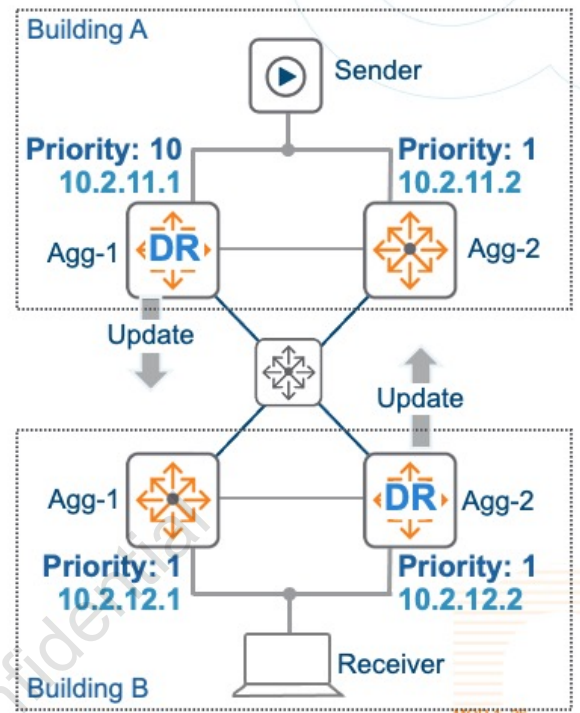 Building A
Sender
Priority: 10
10.2.11.1
Priority: 1
10.2.11.2
Agg-1
DR
Agg-2
Update
Update
Agg-1
DR
Agg-2
Priority: 1
10.2.12.1
Priority: 1
10.2.12.2
Receiver
Building B